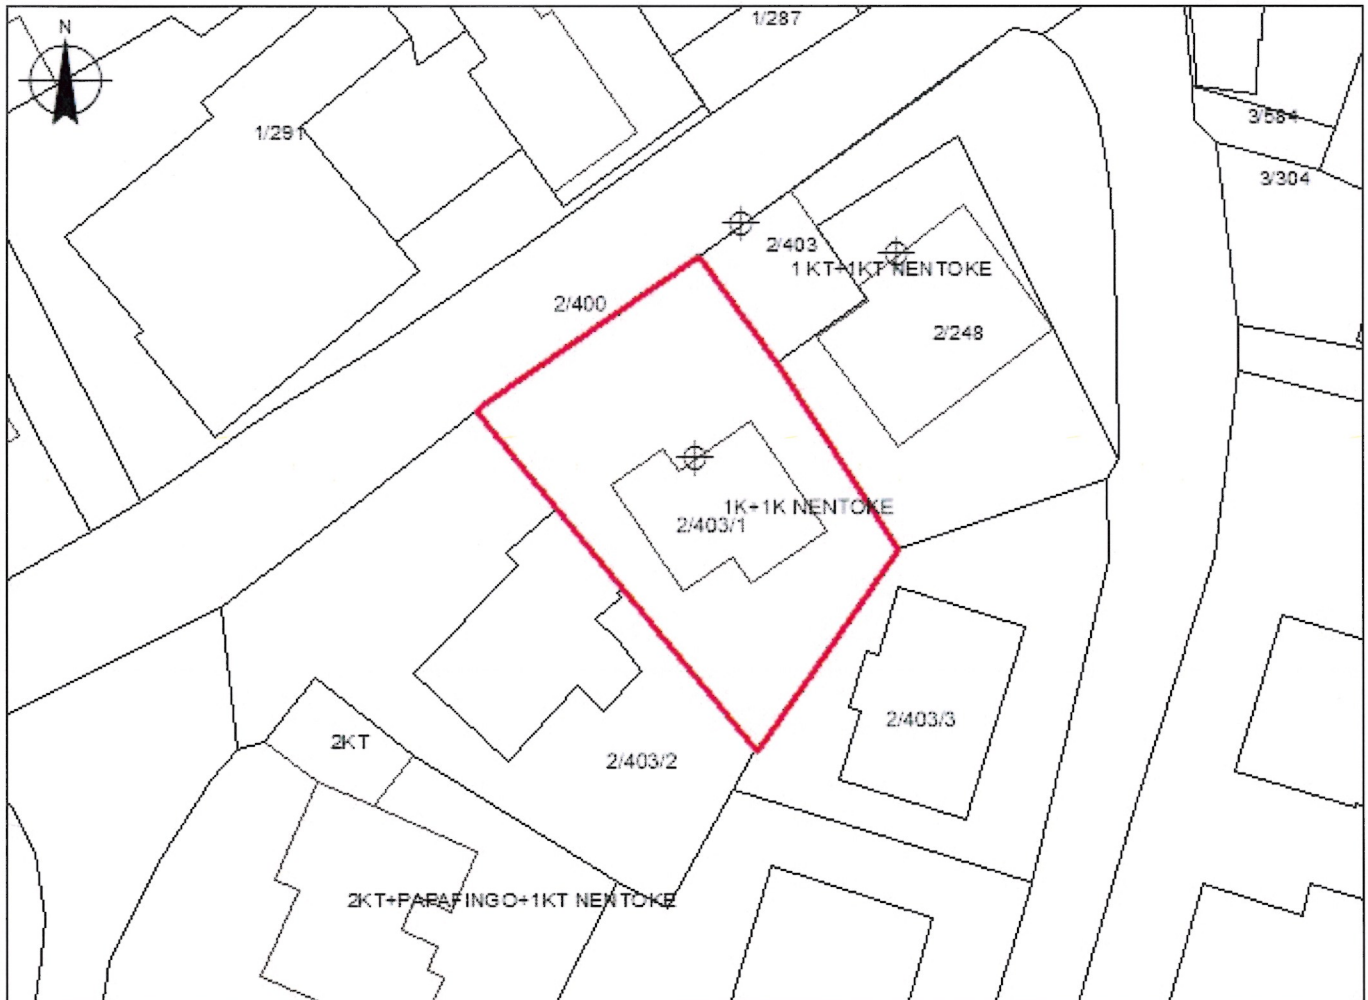 1/287
N
1/291
3/584
3/304
2/403
1 KT+1KT NENTOKE
2/400
2/248
1K+1K NENTOKE
2/403/1
2/403/3
2KT
2/403/2
2KT+PAPAFINGO+1KT NENTOKE